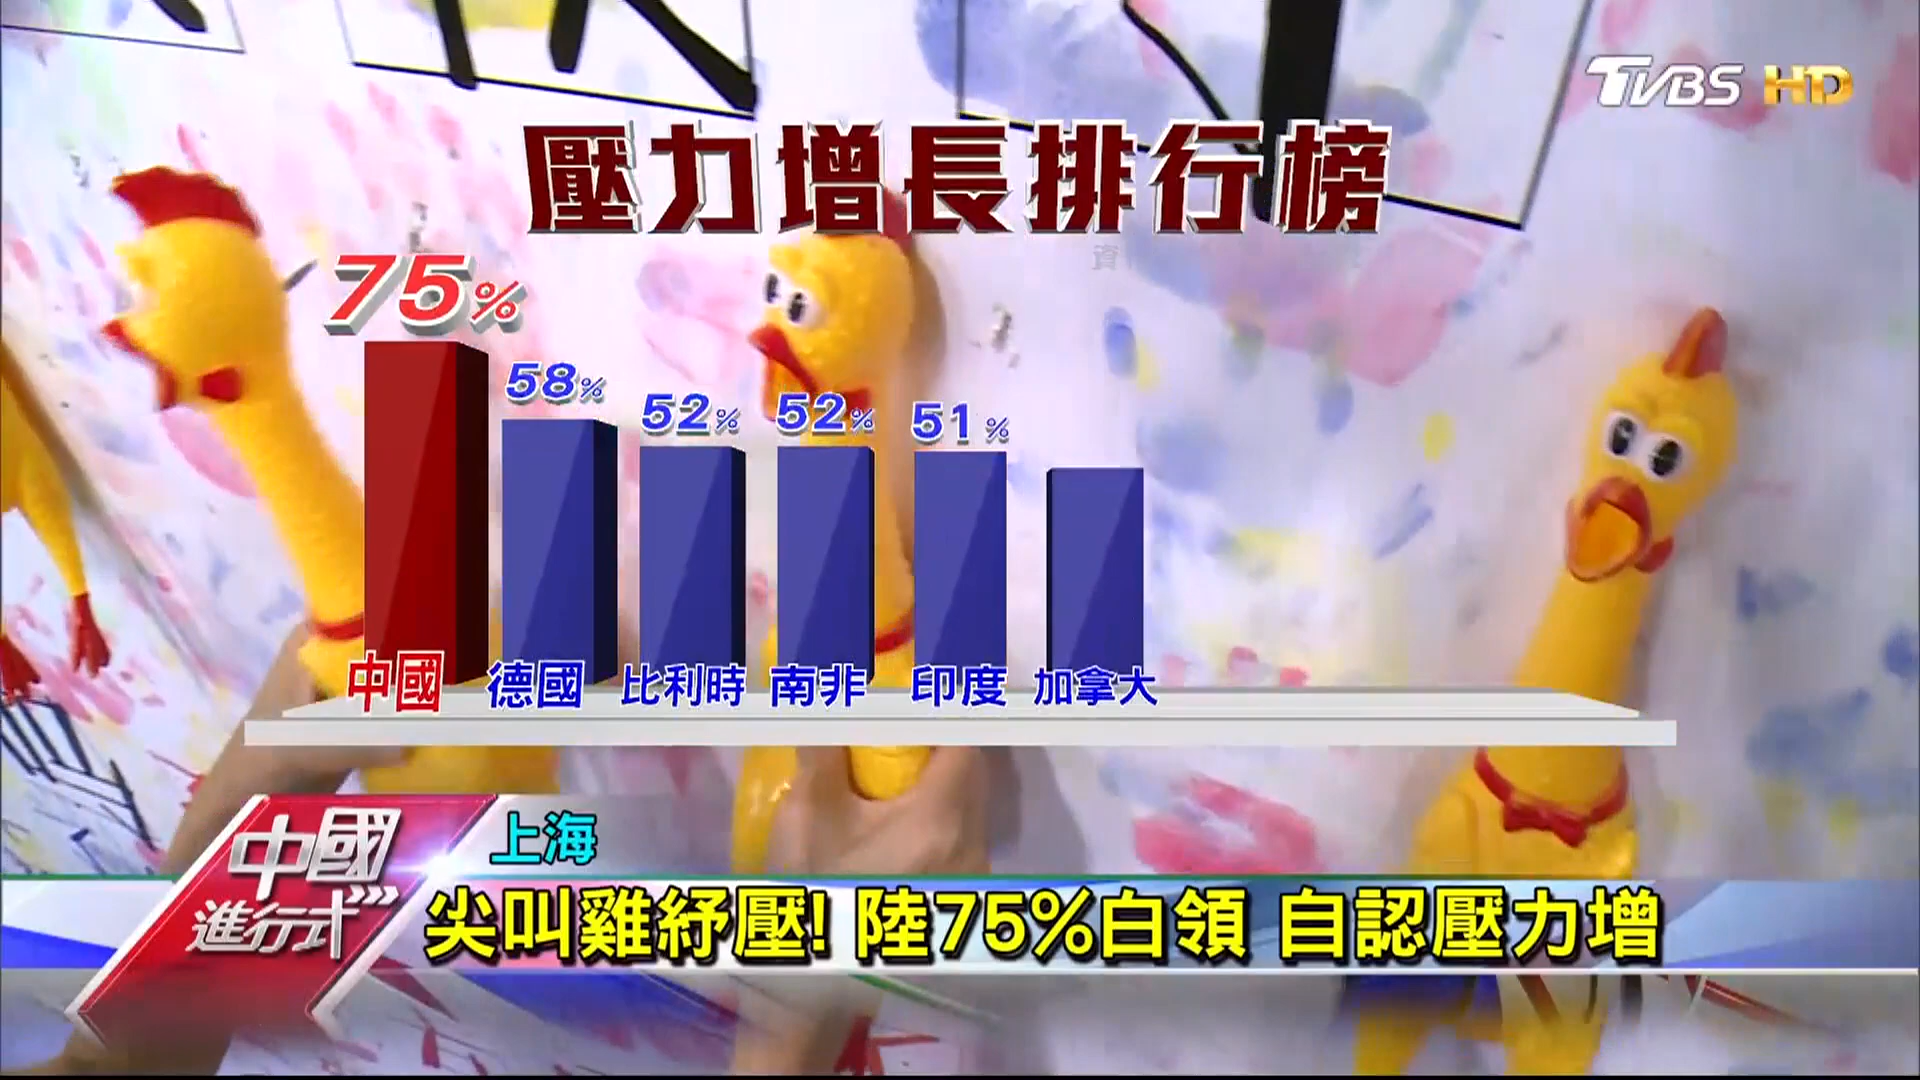 TVBS HD
壓力增長排行榜
資
75%
58%
52%
52%
51%
中國
德國
比利時
南非
印度
加拿大
上海
中國進行式
尖叫雞紓壓! 陸75%白領 自認壓力增